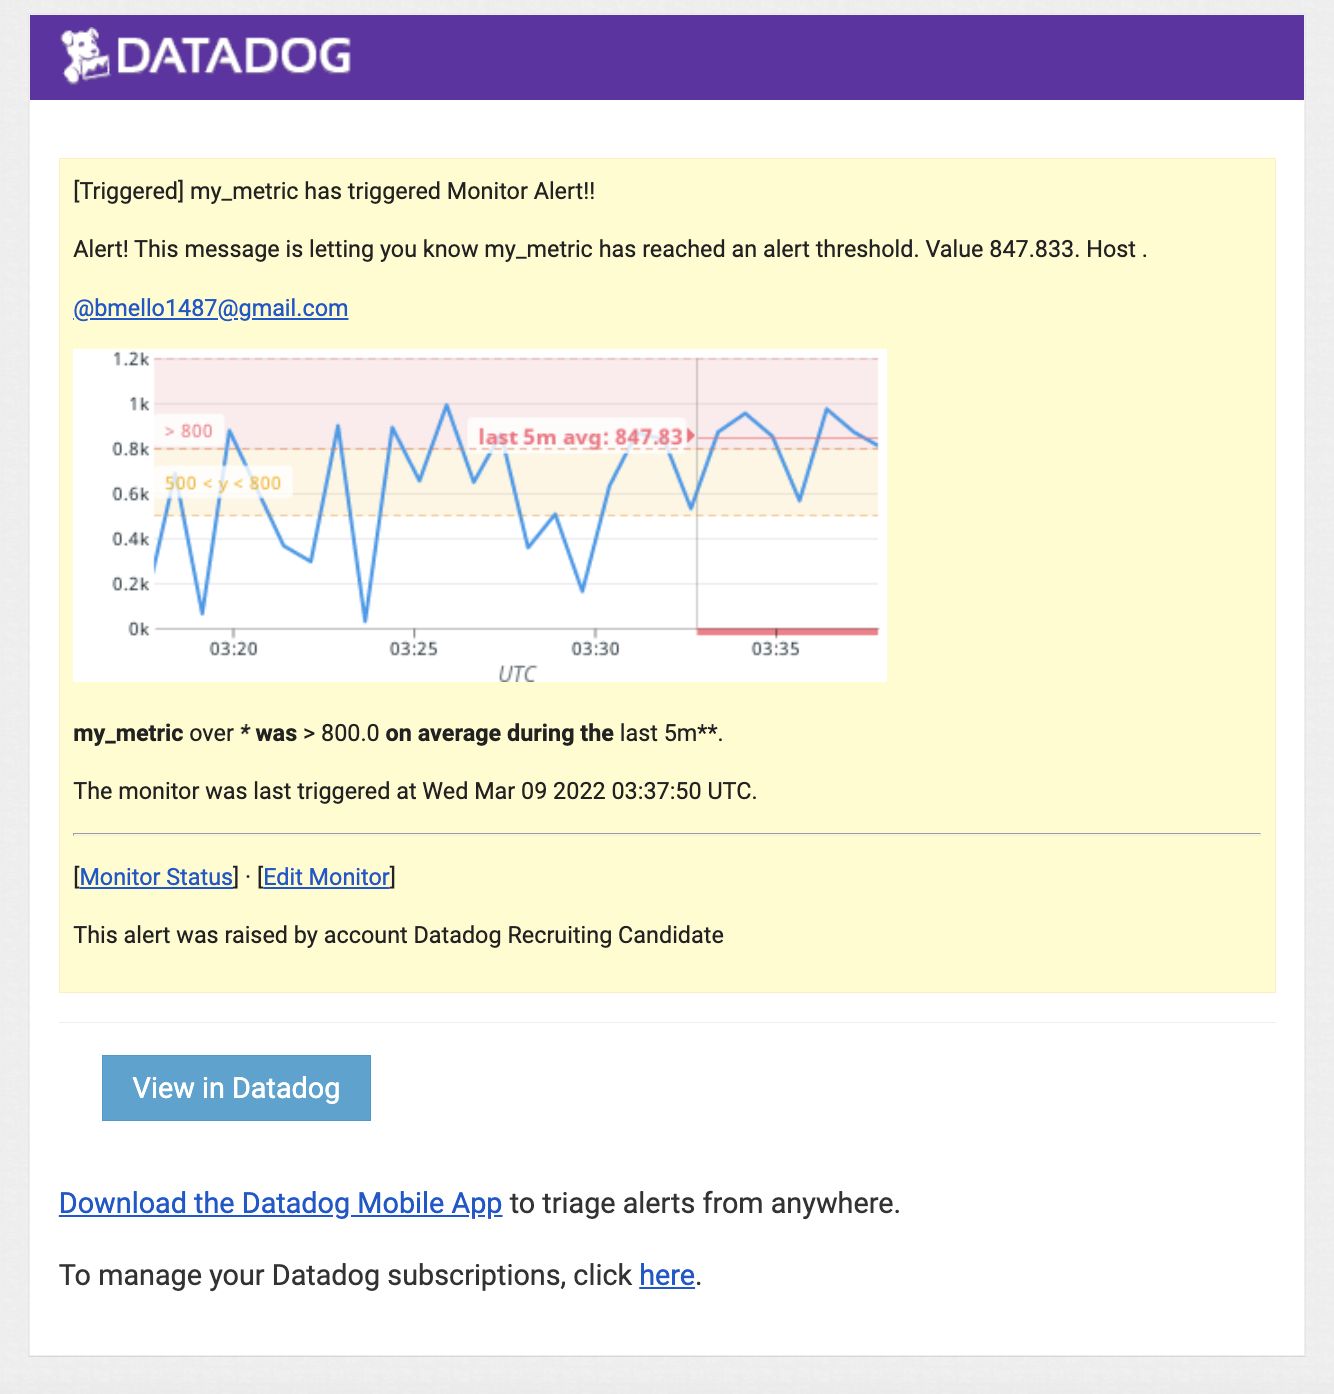 DATADOG
[Triggered] my_metric has triggered Monitor Alert!!
Alert! This message is letting you know my_metric has reached an alert threshold. Value 847.833. Host .
@bmello1487@gmail.com
1.2k
1k
> 800
last 5m avg: 847.83
0.8k
500 < y < 800
0.6k
0.4k
0.2k
0k
03:20 03:25 03:30 03:35
UTC
my_metric over * was > 800.0 on average during the last 5m**.
The monitor was last triggered at Wed Mar 09 2022 03:37:50 UTC.
[Monitor Status] · [Edit Monitor]
This alert was raised by account Datadog Recruiting Candidate
View in Datadog
Download the Datadog Mobile App to triage alerts from anywhere.
To manage your Datadog subscriptions, click here.